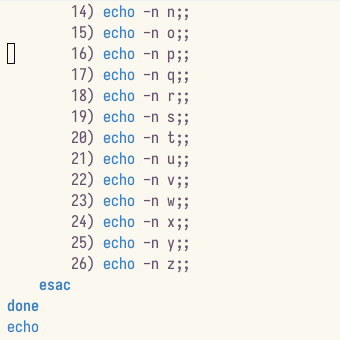 14) echo -n n;;
15) echo -n o;;
16) echo -n p;;
17) echo -n q;;
18) echo -n r;;
19) echo -n s;;
20) echo -n t;;
21) echo -n u;;
22) echo -n v;;
23) echo -n w;;
24) echo -n x;;
25) echo -n y;;
26) echo -n z;;
esac
done
echo